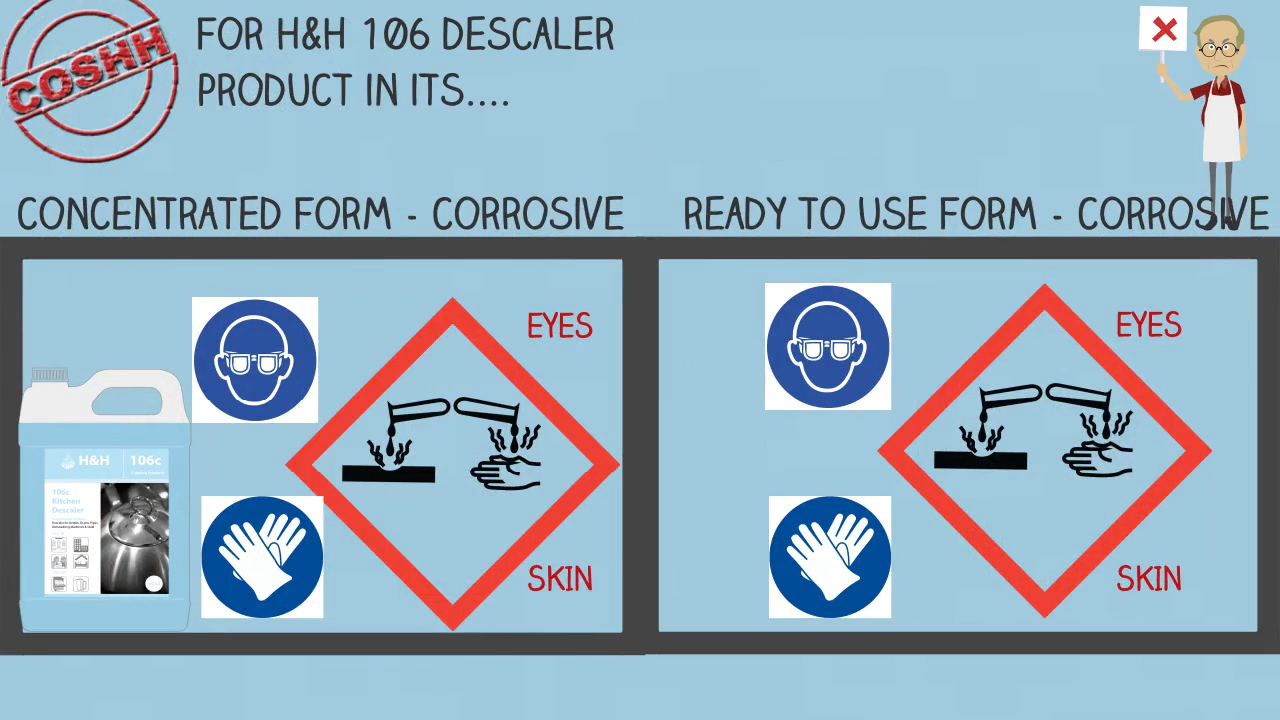 COSHH
FOR H&H 106 DESCALER
PRODUCT IN ITS....
CONCENTRATED FORM - CORROSIVE
READY TO USE FORM - CORROSIVE
EYES
SKIN
H&H
106c
106c
Kitchen
Descaler
EYES
SKIN